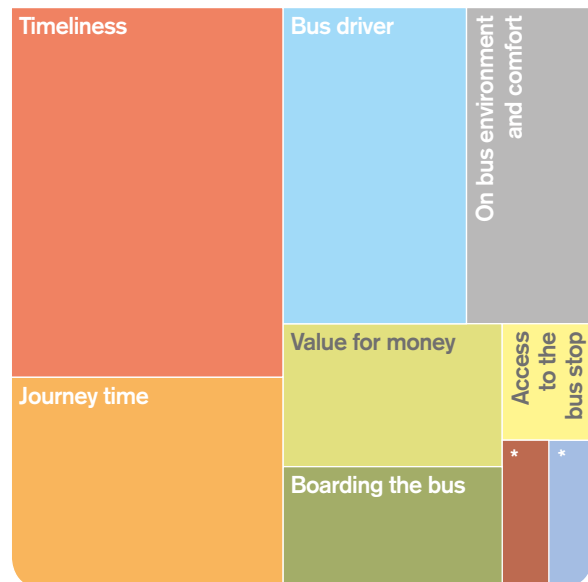 Timeliness
Bus driver
On bus environment
and comfort
Value for money
Access
to the
bus stop
Journey time
Boarding the bus
*
*